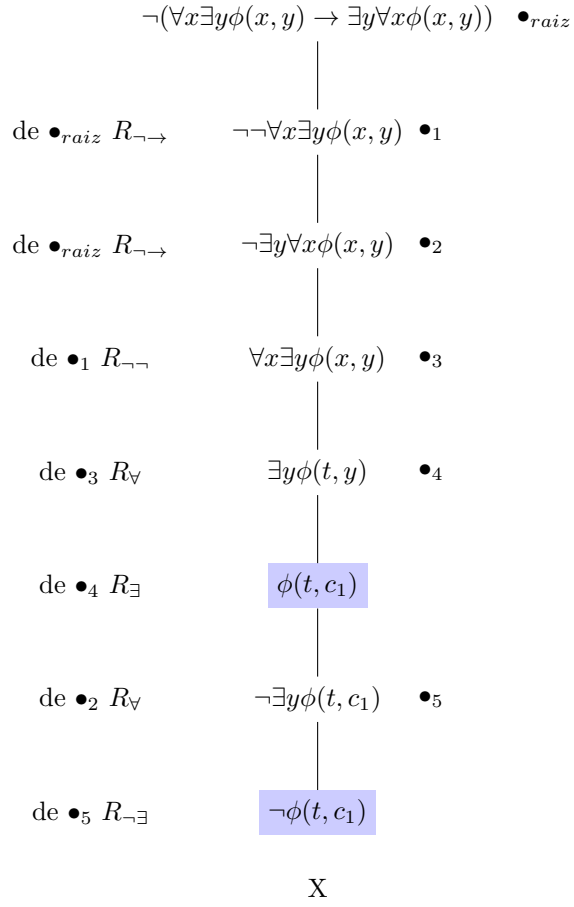 ¬(∀x∃yϕ(x, y) → ∃y∀xϕ(x, y)) •raiz
de •raiz R¬→ ¬¬∀x∃yϕ(x, y) •1
de •raiz R¬→ ¬∃y∀xϕ(x, y) •2
de •1 R¬¬ ∀x∃yϕ(x, y) •3
de •3 R∀ ∃yϕ(t, y) •4
de •4 R∃ ϕ(t, c1)
de •2 R∀ ¬∃yϕ(t, c1) •5
de •5 R¬∃ ¬ϕ(t, c1)
X